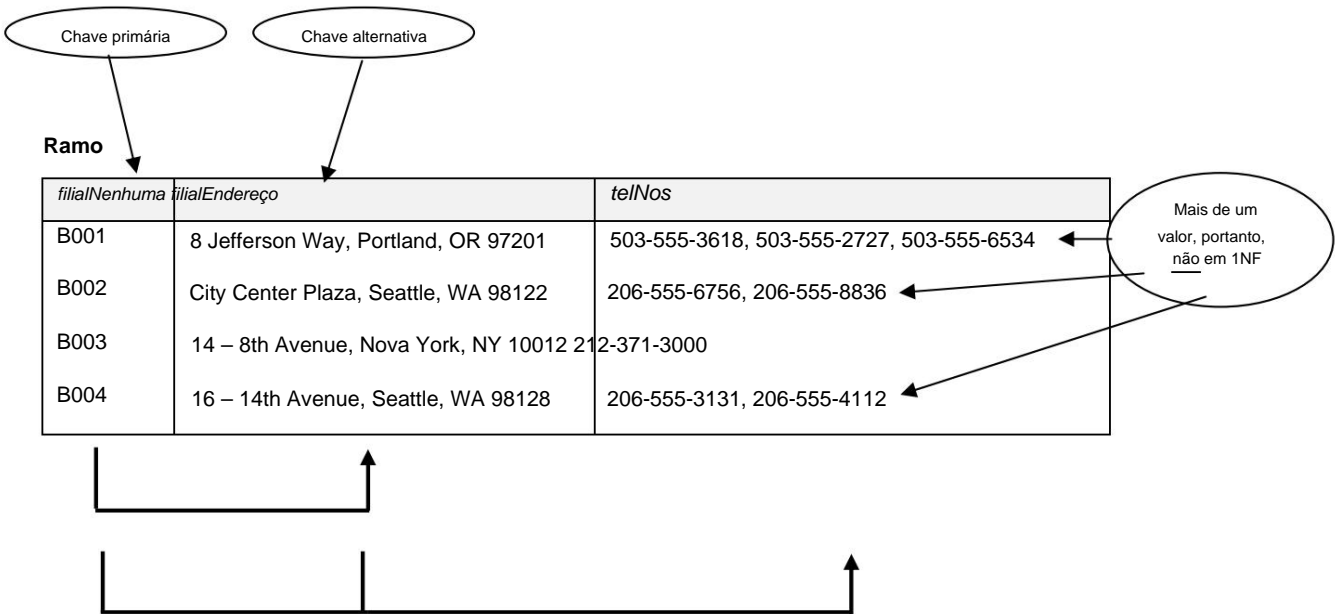 Chave primária
Chave alternativa
Ramo
filialNenhuma filialEndereço telNos
B001 8 Jefferson Way, Portland, OR 97201 503-555-3618, 503-555-2727, 503-555-6534
B002 City Center Plaza, Seattle, WA 98122 206-555-6756, 206-555-8836
B003 14 – 8th Avenue, Nova York, NY 10012 212-371-3000
B004 16 – 14th Avenue, Seattle, WA 98128 206-555-3131, 206-555-4112
Mais de um
valor, portanto,
não em 1NF